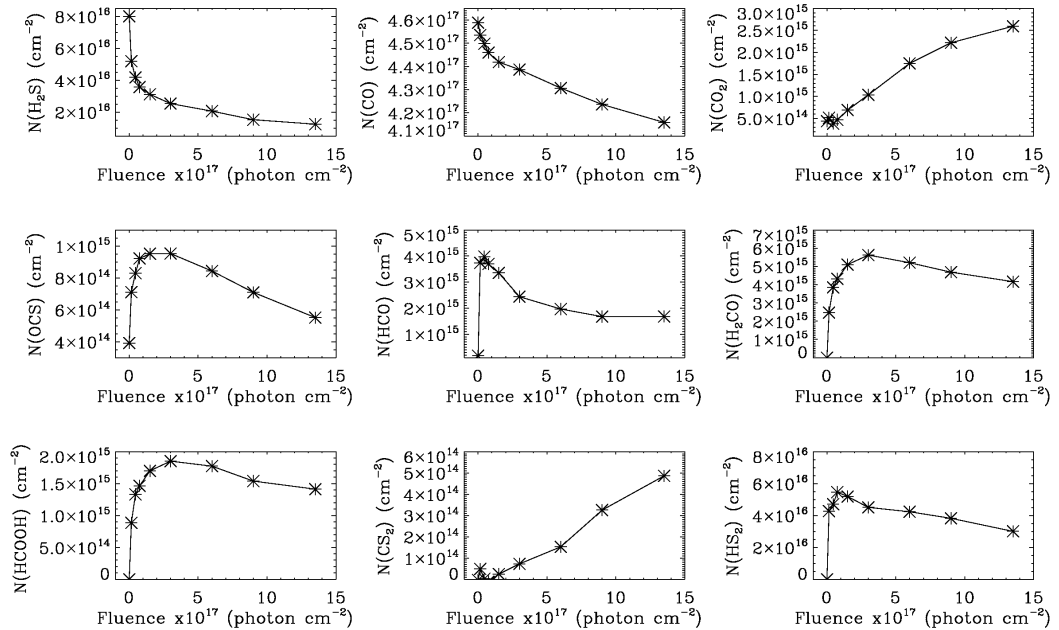 N(H₂S) (cm⁻²)
8×10¹⁶
6×10¹⁶
4×10¹⁶
2×10¹⁶
0 5 10 15
Fluence x10¹⁷ (photon cm⁻²)
N(CO) (cm⁻²)
4.6×10¹⁷
4.5×10¹⁷
4.4×10¹⁷
4.3×10¹⁷
4.2×10¹⁷
4.1×10¹⁷
0 5 10 15
Fluence x10¹⁷ (photon cm⁻²)
N(CO₂) (cm⁻²)
3.0×10¹⁵
2.5×10¹⁵
2.0×10¹⁵
1.5×10¹⁵
1.0×10¹⁵
5.0×10¹⁴
0 5 10 15
Fluence x10¹⁷ (photon cm⁻²)
N(OCS) (cm⁻²)
1×10¹⁵
8×10¹⁴
6×10¹⁴
4×10¹⁴
0 5 10 15
Fluence x10¹⁷ (photon cm⁻²)
N(HCO) (cm⁻²)
5×10¹⁵
4×10¹⁵
3×10¹⁵
2×10¹⁵
1×10¹⁵
0 5 10 15
Fluence x10¹⁷ (photon cm⁻²)
N(H₂CO) (cm⁻²)
7×10¹⁵
6×10¹⁵
5×10¹⁵
4×10¹⁵
3×10¹⁵
2×10¹⁵
1×10¹⁵
0
0 5 10 15
Fluence x10¹⁷ (photon cm⁻²)
N(HCOOH) (cm⁻²)
2.0×10¹⁵
1.5×10¹⁵
1.0×10¹⁵
5.0×10¹⁴
0
0 5 10 15
Fluence x10¹⁷ (photon cm⁻²)
N(CS₂) (cm⁻²)
6×10¹⁴
5×10¹⁴
4×10¹⁴
3×10¹⁴
2×10¹⁴
1×10¹⁴
0
0 5 10 15
Fluence x10¹⁷ (photon cm⁻²)
N(HS₂) (cm⁻²)
8×10¹⁶
6×10¹⁶
4×10¹⁶
2×10¹⁶
0
0 5 10 15
Fluence x10¹⁷ (photon cm⁻²)